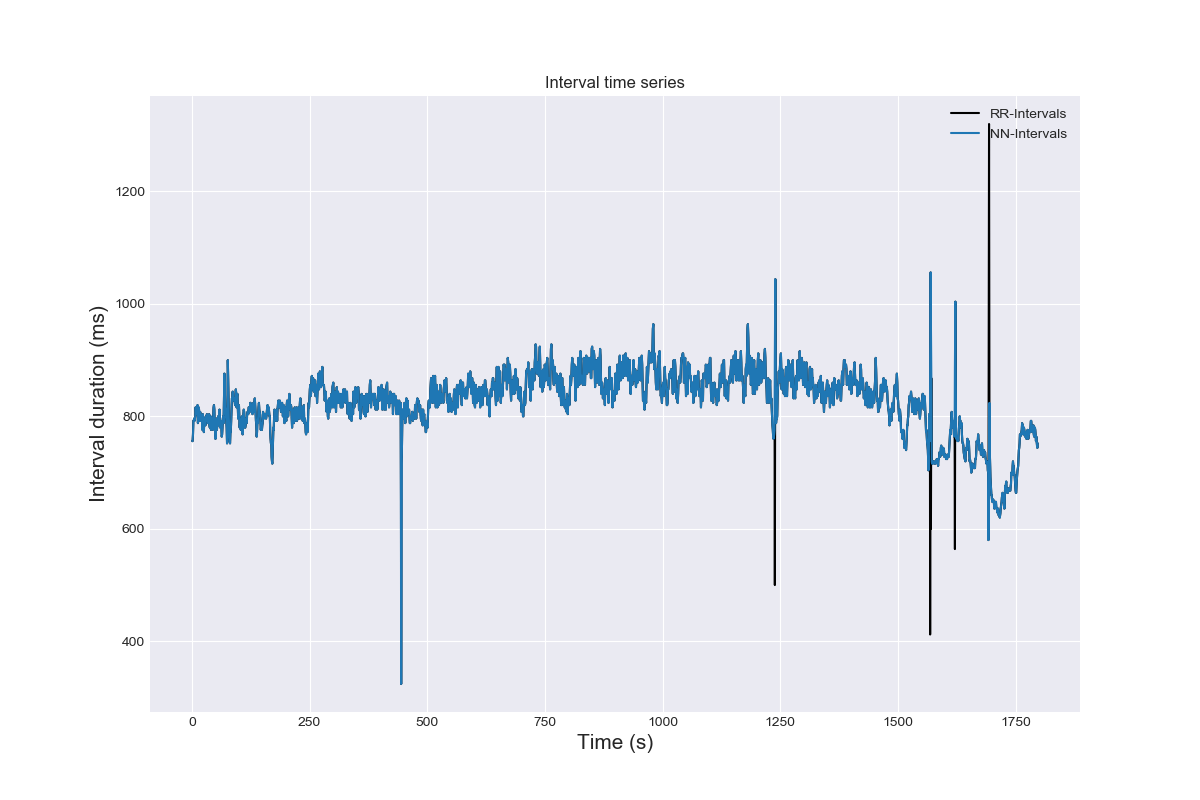 Interval time series
RR-Intervals
NN-Intervals
Interval duration (ms)
1200
1000
800
600
400
0 250 500 750 1000 1250 1500 1750
Time (s)